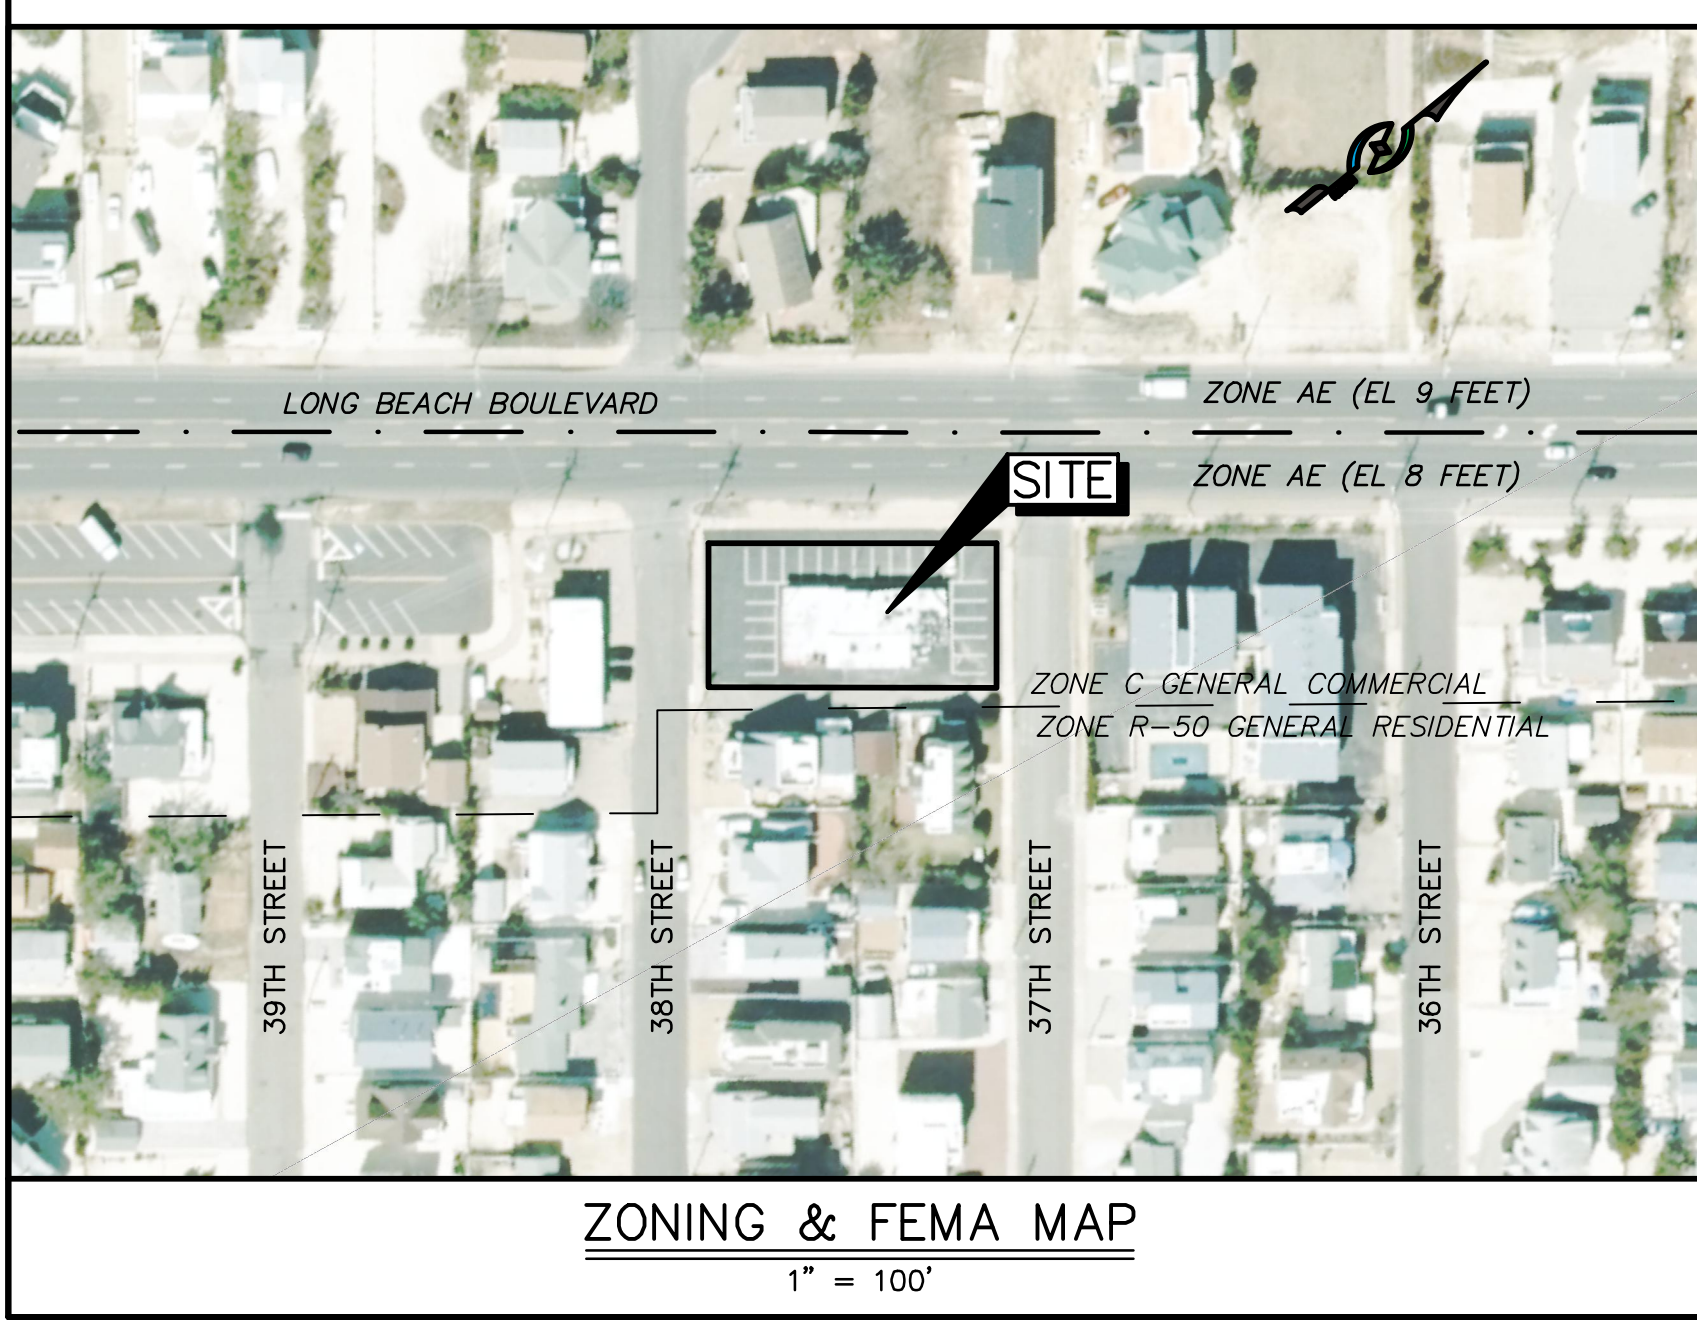 LONG BEACH BOULEVARD
ZONE AE (EL 9 FEET)
ZONE AE (EL 8 FEET)
SITE
ZONE C GENERAL COMMERCIAL
ZONE R-50 GENERAL RESIDENTIAL
39TH STREET
38TH STREET
37TH STREET
36TH STREET
ZONING & FEMA MAP
1" = 100'